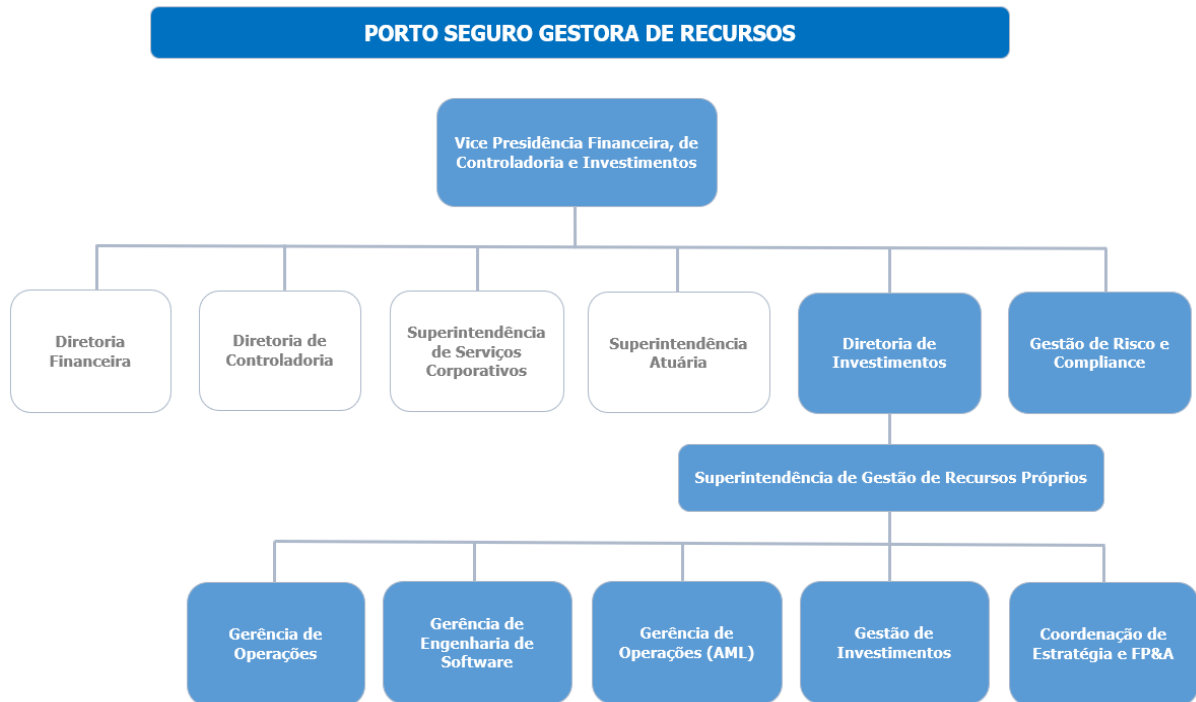 PORTO SEGURO GESTORA DE RECURSOS
Vice Presidência Financeira, de
Controladoria e Investimentos
Diretoria
Financeira
Diretoria de
Controladoria
Superintendência
de Serviços
Corporativos
Superintendência
Atuária
Diretoria de
Investimentos
Gestão de Risco e
Compliance
Superintendência de Gestão de Recursos Próprios
Gerência de
Operações
Gerência de
Engenharia de
Software
Gerência de
Operações (AML)
Gestão de
Investimentos
Coordenação de
Estratégia e FP&A